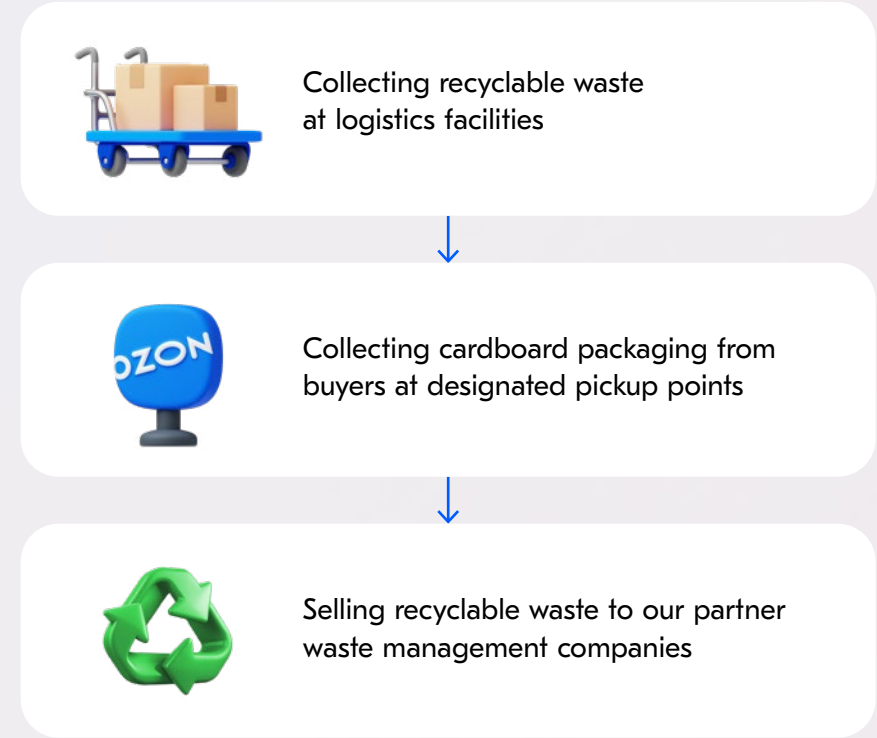 Collecting recyclable waste
at logistics facilities
OZON
Collecting cardboard packaging from
buyers at designated pickup points
Selling recyclable waste to our partner
waste management companies